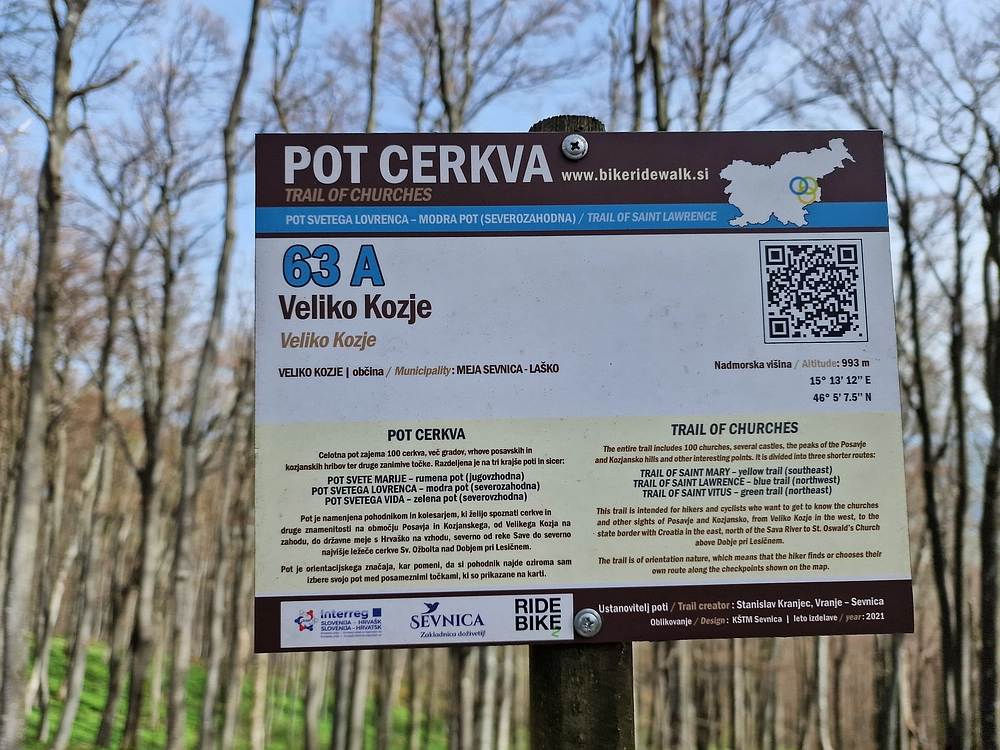 POT CERKVA www.bikeridewalk.si
TRAIL OF CHURCHES
POT SVETEGA LOVRENCA – MODRA POT (SEVEROZAHODNA) / TRAIL OF SAINT LAWRENCE
63 A
Veliko Kozje
Veliko Kozje
VELIKO KOZJE | občina / Municipality: MEJA SEVNICA - LAŠKO
Nadmorska višina / Altitude: 993 m
15° 13' 12'' E
46° 5' 7.5'' N
POT CERKVA
Celotna pot zajema 100 cerkva, več gradov, vrhove posavskih in
kozjanskih hribov ter druge zanimive točke. Razdeljena je na tri krajše poti in sicer:
POT SVETE MARIJE – rumena pot (jugovzhodna)
POT SVETEGA LOVRENCA – modra pot (severozahodna)
POT SVETEGA VIDA – zelena pot (severovzhodna)
Pot je namenjena pohodnikom in kolesarjem, ki želijo spoznati cerkve in
druge znamenitosti na območju Posavja in Kozjanskega, od Velikega Kozja na
zahodu, do državne meje s Hrvaško na vzhodu, severno od reke Save do severno
najvišje ležeče cerkve Sv. Ožbolta nad Dobjem pri Lesičnem.
Pot je orientacijskega značaja, kar pomeni, da si pohodnik najde oziroma sam
izbere svojo pot med posameznimi točkami, ki so prikazane na karti.
TRAIL OF CHURCHES
The entire trail includes 100 churches, several castles, the peaks of the Posavje
and Kozjansko hills and other interesting points. It is divided into three shorter routes:
TRAIL OF SAINT MARY – yellow trail (southeast)
TRAIL OF SAINT LAWRENCE – blue trail (northwest)
TRAIL OF SAINT VITUS – green trail (northeast)
This trail is intended for hikers and cyclists who want to get to know the churches
and other sights of Posavje and Kozjansko, from Veliko Kozje in the west, to the
state border with Croatia in the east, north of the Sava River to St. Oswald's Church
above Dobje pri Lesičnem.
The trail is of orientation nature, which means that the hiker finds or chooses their
own route along the checkpoints shown on the map.
Interreg
SLOVENIJA - HRVAŠKA
SLOVENIJA - HRVATSKA
SEVNICA
Zakladnica doživetij!
RIDE
BIKE
Ustanovitelj poti / Trail creator : Stanislav Kranjec, Vranje – Sevnica
Oblikovanje / Design : KŠTM Sevnica | leto izdelave / year: 2021